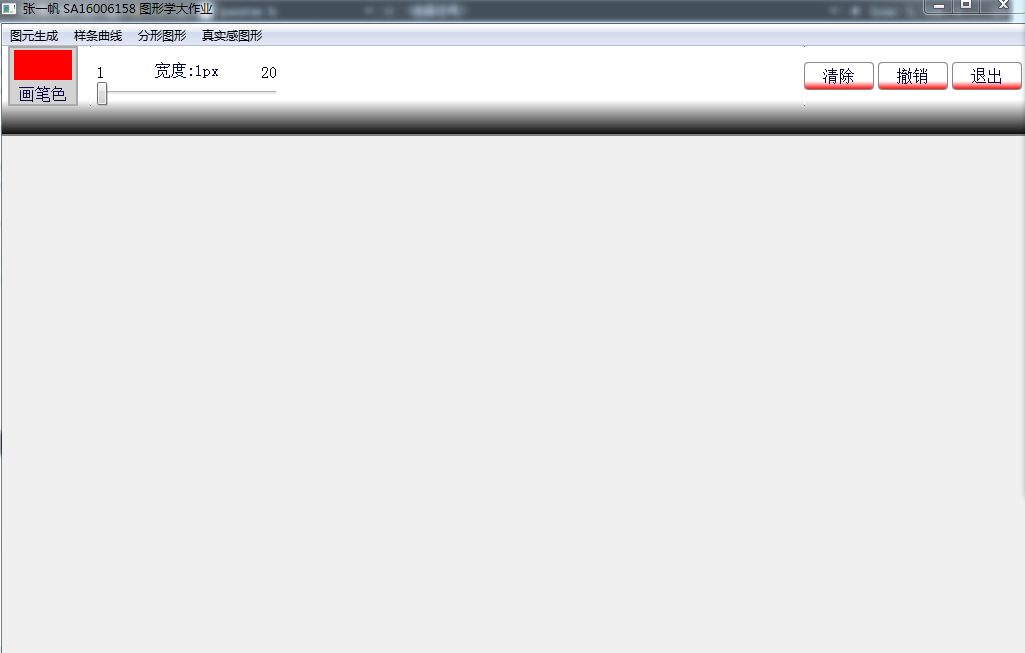 张一帆 SA16006158 图形学大作业
图元生成 样条曲线 分形图形 真实感图形
画笔色
1 宽度:1px 20
清除 撤销 退出